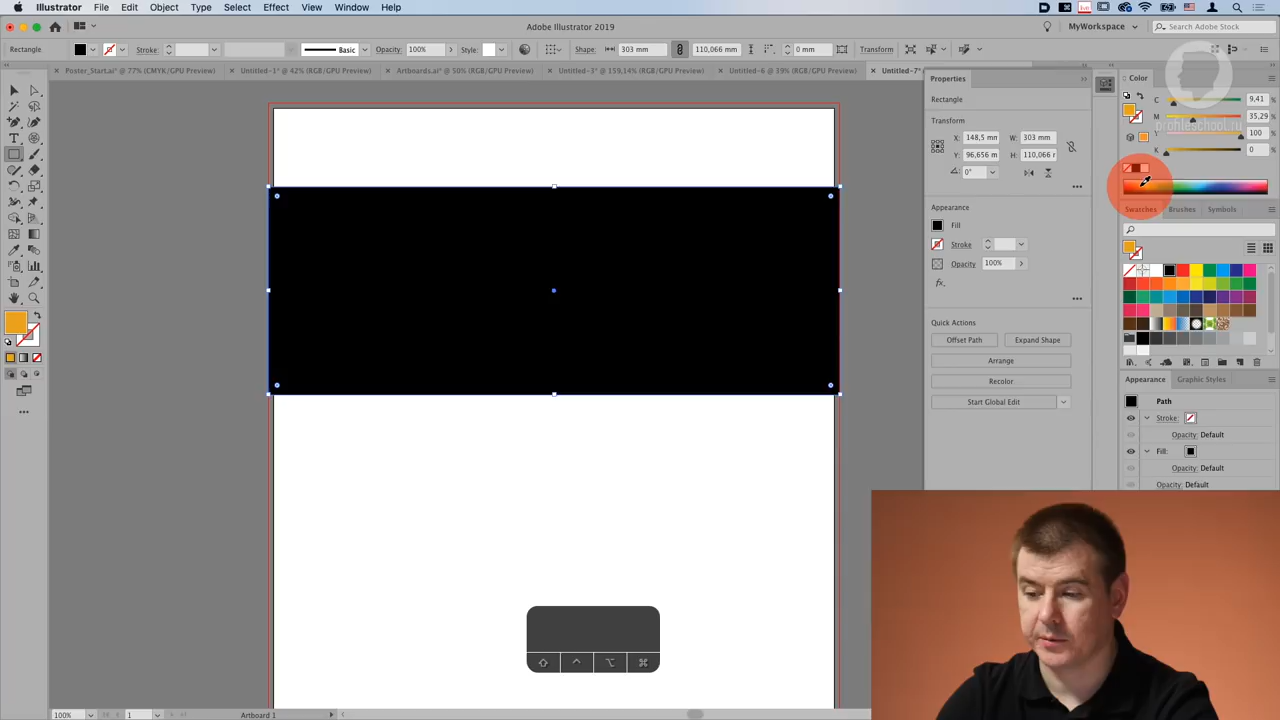 Illustrator File Edit Object Type Select Effect View Window Help
Adobe Illustrator 2019
MyWorkspace
Search Adobe Stock
Rectangle Stroke: Basic Opacity: 100% Style: Shape: 303 mm 110,066 mm 0 mm Transform
Poster_Start.ai* @ 77% (CMYK/GPU Preview) Untitled-1* @ 42% (RGB/GPU Preview) Artboards.ai* @ 50% (RGB/GPU Preview) Untitled-3* @ 159,14% (RGB/GPU Preview) Untitled-6 @ 39% (RGB/GPU Preview) Untitled-7*
Properties
Rectangle
Transform
X: 148,5 mm W: 303 mm
Y: 96,656 m H: 110,066 r
0°
Appearance
Fill
Stroke
Opacity 100%
fx.
Quick Actions
Offset Path Expand Shape
Arrange
Recolor
Start Global Edit
Color
C 9,41 %
M 35,29 %
100 %
K 0 %
profileschool.ru
Swatches Brushes Symbols
Appearance Graphic Styles
Path
Stroke:
Opacity: Default
Fill:
Opacity: Default
Opacity: Default
100% 1 Artboard 1